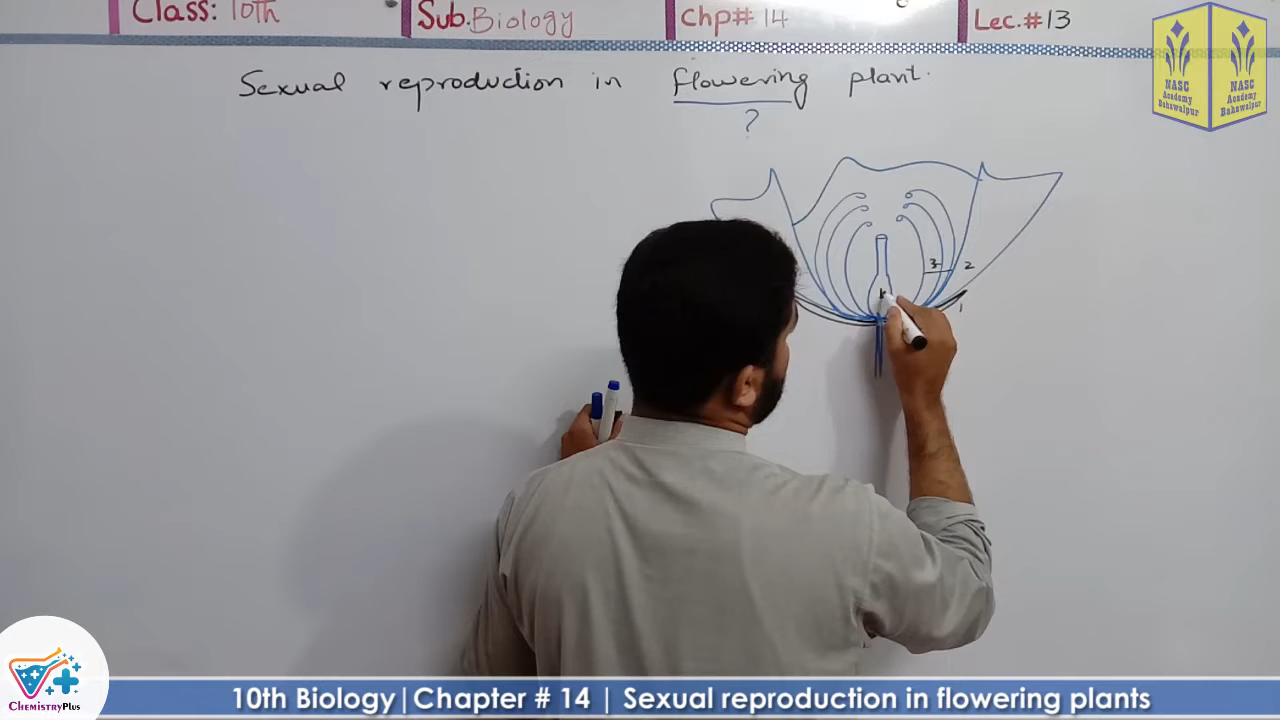 Class: 10th
Sub. Biology
Chp# 14
Lec.# 13
NASC Academy Bahawalpur
NASC Academy Bahawalpur
Sexual reproduction in flowering plant.
?
3
2
1
ChemistryPlus
10th Biology|Chapter # 14 | Sexual reproduction in flowering plants